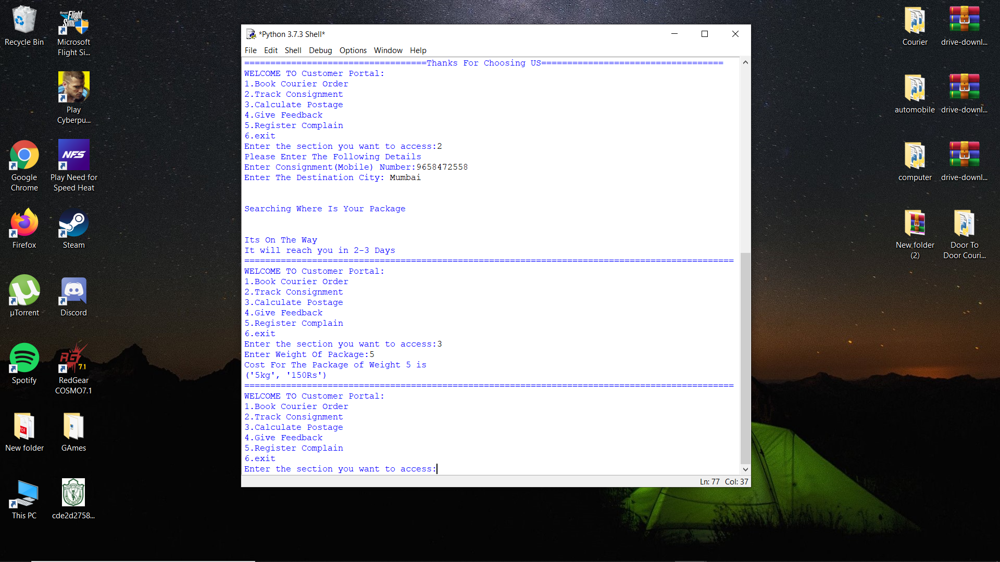 Recycle Bin
Microsoft
Flight Si...
Play
Cyberpu...
Google
Chrome
NFS
Play Need for
Speed Heat
Firefox
Steam
µTorrent
Discord
Spotify
RG
7.1
RedGear
COSMO7.1
PDF
New folder
GAmes
This PC
cde2d2758...
*Python 3.7.3 Shell*
File Edit Shell Debug Options Window Help
===================================Thanks For Choosing US===================================
WELCOME TO Customer Portal:
1.Book Courier Order
2.Track Consignment
3.Calculate Postage
4.Give Feedback
5.Register Complain
6.exit
Enter the section you want to access:2
Please Enter The Following Details
Enter Consignment(Mobile) Number:9658472558
Enter The Destination City: Mumbai
Searching Where Is Your Package
Its On The Way
It will reach you in 2-3 Days
==============================================================================================
WELCOME TO Customer Portal:
1.Book Courier Order
2.Track Consignment
3.Calculate Postage
4.Give Feedback
5.Register Complain
6.exit
Enter the section you want to access:3
Enter Weight Of Package:5
Cost For The Package of Weight 5 is
('5kg', '150Rs')
==============================================================================================
WELCOME TO Customer Portal:
1.Book Courier Order
2.Track Consignment
3.Calculate Postage
4.Give Feedback
5.Register Complain
6.exit
Enter the section you want to access:
Ln: 77 Col: 37
Courier
drive-downl...
automobile
drive-downl...
computer
drive-downl...
New folder
(2)
Door To
Door Couri...